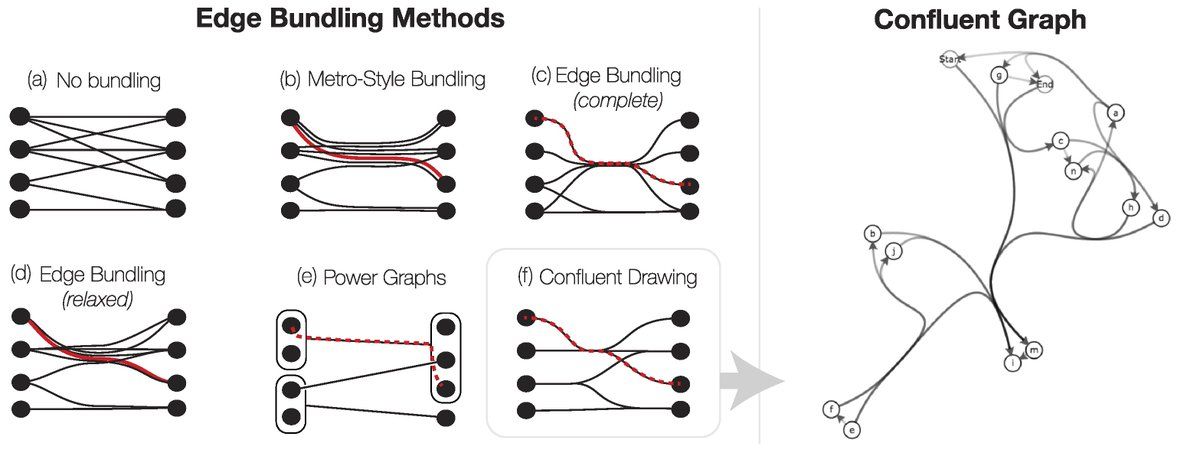 Edge Bundling Methods
(a) No bundling
(b) Metro-Style Bundling
(c) Edge Bundling
(complete)
(d) Edge Bundling
(relaxed)
(e) Power Graphs
(f) Confluent Drawing
Confluent Graph
Start
g
End
a
c
n
h
d
b
j
m
i
f
e